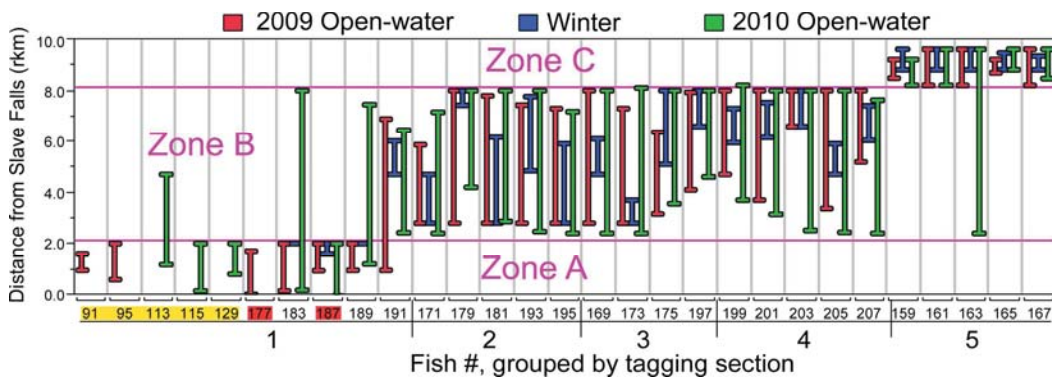 2009 Open-water Winter 2010 Open-water
Distance from Slave Falls (rkm)
10.0
8.0
6.0
4.0
2.0
0.0
Zone C
Zone B
Zone A
91 95 113 115 129 177 183 187 189 191 171 179 181 193 195 169 173 175 197 199 201 203 205 207 159 161 163 165 167
1 2 3 4 5
Fish #, grouped by tagging section